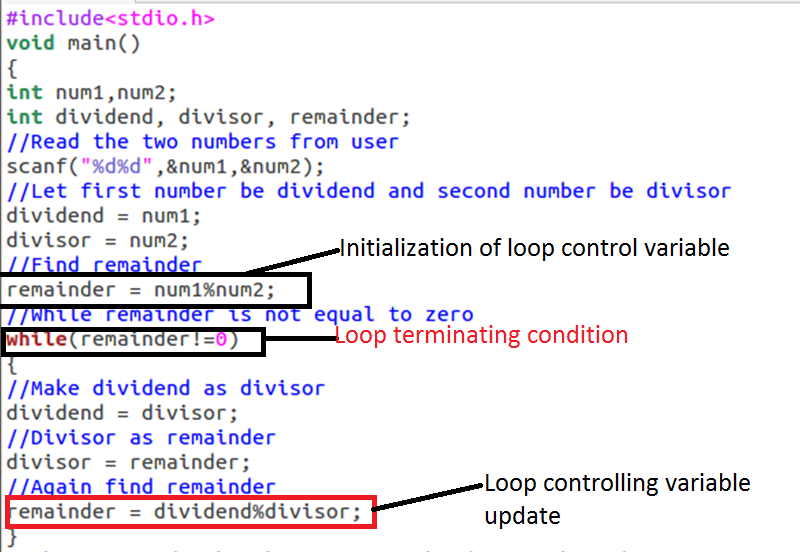 #include<stdio.h>
void main()
{
int num1,num2;
int dividend, divisor, remainder;
//Read the two numbers from user
scanf("%d%d",&num1,&num2);
//Let first number be dividend and second number be divisor
dividend = num1;
divisor = num2;
Initialization of loop control variable
//Find remainder
remainder = num1%num2;
//While remainder is not equal to zero
while(remainder!=0)
Loop terminating condition
{
//Make dividend as divisor
dividend = divisor;
//Divisor as remainder
divisor = remainder;
//Again find remainder
Loop controlling variable
update
remainder = dividend%divisor;
}